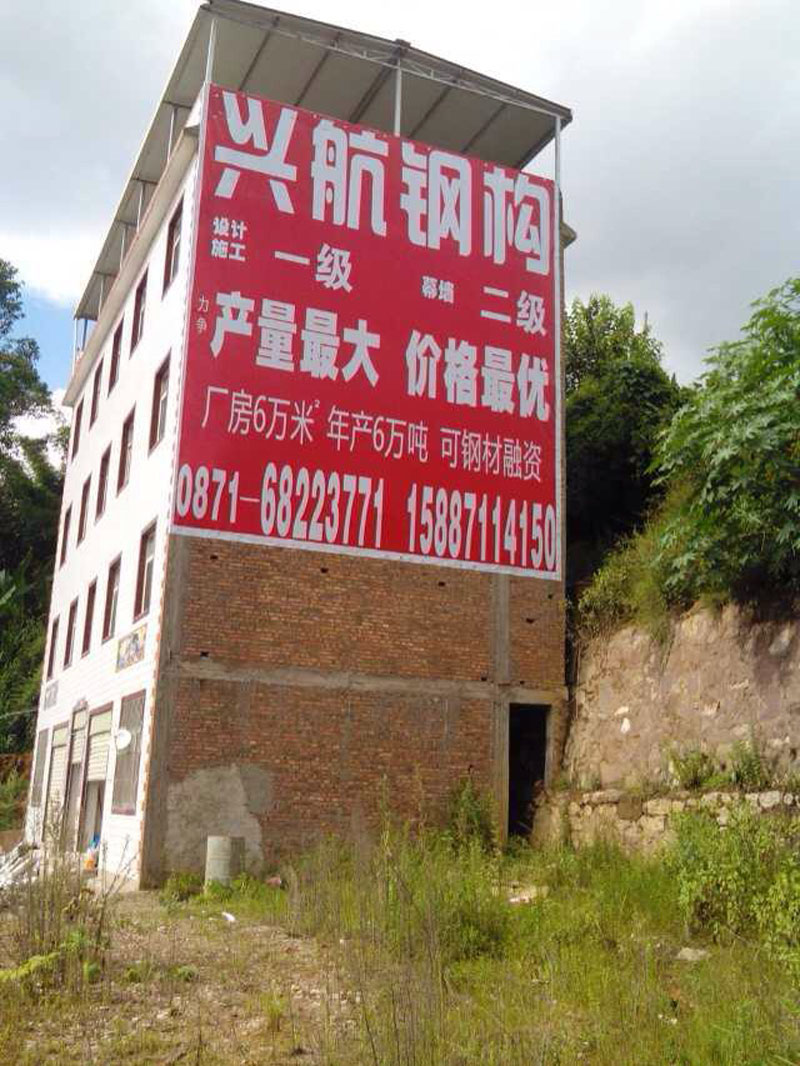 兴航钢构
设计施工 一级 幕墙 二级
力争 产量最大 价格最优
厂房6万米² 年产6万吨 可钢材融资
0871-68223771 15887114150